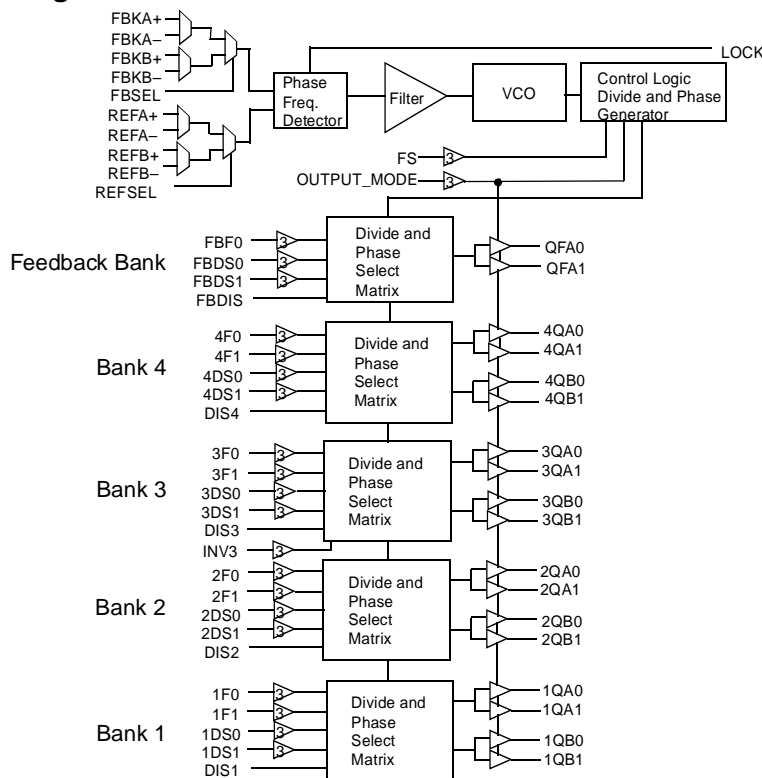 FBKA+
FBKA–
FBKB+
FBKB–
FBSEL
REFA+
REFA–
REFB+
REFB–
REFSEL
LOCK
Phase
Freq.
Detector
Filter
VCO
Control Logic
Divide and Phase
Generator
FS
3
OUTPUT_MODE
3
Feedback Bank
FBF0
3
FBDS0
3
FBDS1
3
FBDIS
Divide and
Phase
Select
Matrix
QFA0
QFA1
Bank 4
4F0
3
4F1
3
4DS0
3
4DS1
3
DIS4
Divide and
Phase
Select
Matrix
4QA0
4QA1
4QB0
4QB1
Bank 3
3F0
3
3F1
3
3DS0
3
3DS1
3
DIS3
INV3
3
Divide and
Phase
Select
Matrix
3QA0
3QA1
3QB0
3QB1
Bank 2
2F0
3
2F1
3
2DS0
3
2DS1
3
DIS2
Divide and
Phase
Select
Matrix
2QA0
2QA1
2QB0
2QB1
Bank 1
1F0
3
1F1
3
1DS0
3
1DS1
3
DIS1
Divide and
Phase
Select
Matrix
1QA0
1QA1
1QB0
1QB1